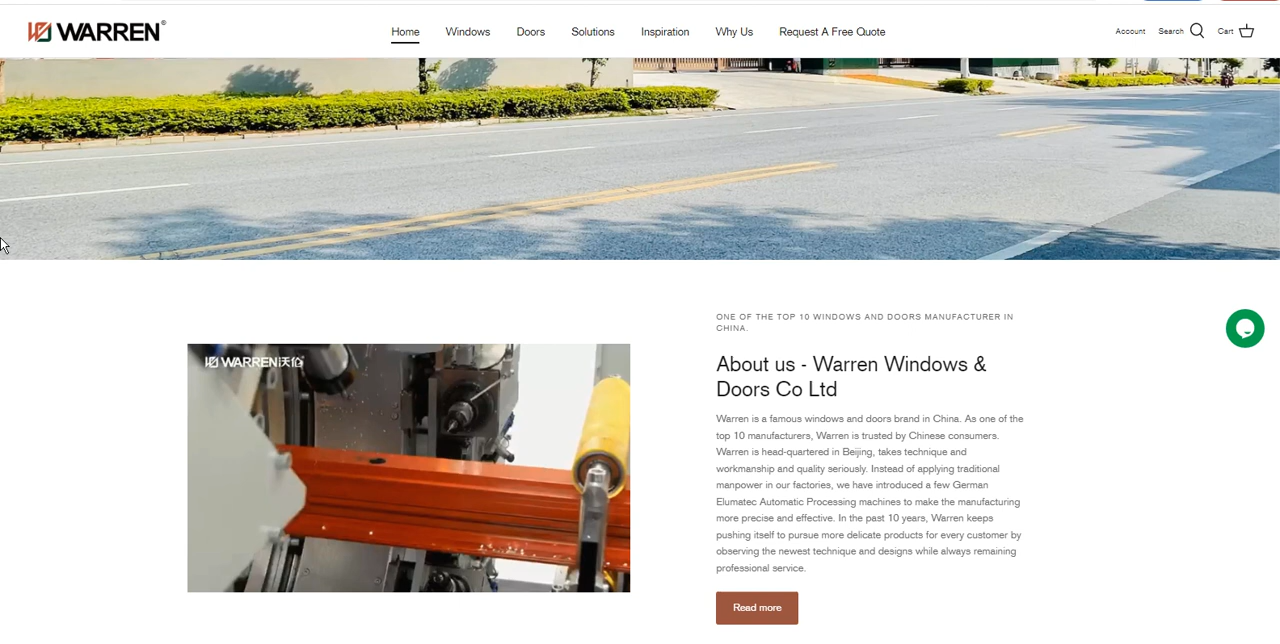 WARREN®
Home Windows Doors Solutions Inspiration Why Us Request A Free Quote
Account Search Cart
ONE OF THE TOP 10 WINDOWS AND DOORS MANUFACTURER IN
CHINA.
WARREN天伦
About us - Warren Windows &
Doors Co Ltd
Warren is a famous windows and doors brand in China. As one of the
top 10 manufacturers, Warren is trusted by Chinese consumers.
Warren is head-quartered in Beijing, takes technique and
workmanship and quality seriously. Instead of applying traditional
manpower in our factories, we have introduced a few German
Elumatec Automatic Processing machines to make the manufacturing
more precise and effective. In the past 10 years, Warren keeps
pushing itself to pursue more delicate products for every customer by
observing the newest technique and designs while always remaining
professional service.
Read more